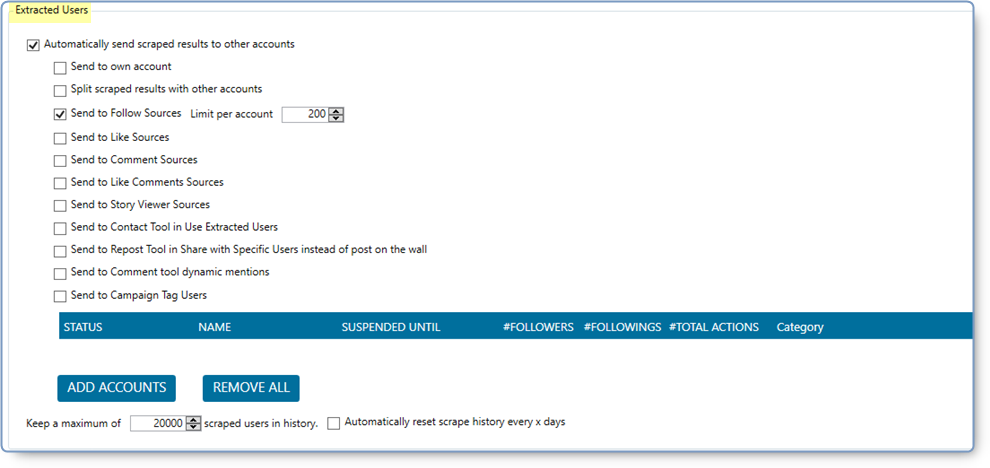 Extracted Users
Automatically send scraped results to other accounts
Send to own account
Split scraped results with other accounts
Send to Follow Sources Limit per account 200
Send to Like Sources
Send to Comment Sources
Send to Like Comments Sources
Send to Story Viewer Sources
Send to Contact Tool in Use Extracted Users
Send to Repost Tool in Share with Specific Users instead of post on the wall
Send to Comment tool dynamic mentions
Send to Campaign Tag Users
STATUS NAME SUSPENDED UNTIL #FOLLOWERS #FOLLOWINGS #TOTAL ACTIONS Category
ADD ACCOUNTS REMOVE ALL
Keep a maximum of 20000 scraped users in history. Automatically reset scrape history every x days